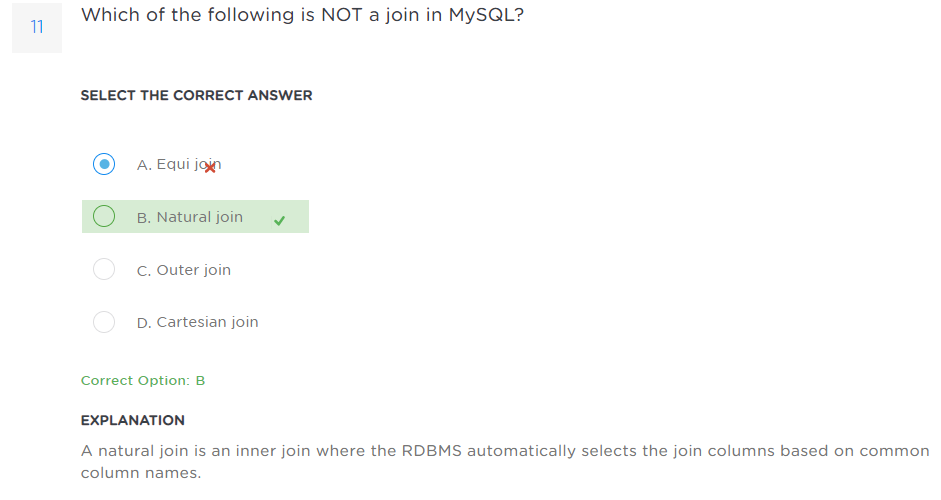 11
Which of the following is NOT a join in MySQL?
SELECT THE CORRECT ANSWER
A. Equi join
B. Natural join
C. Outer join
D. Cartesian join
Correct Option: B
EXPLANATION
A natural join is an inner join where the RDBMS automatically selects the join columns based on common
column names.